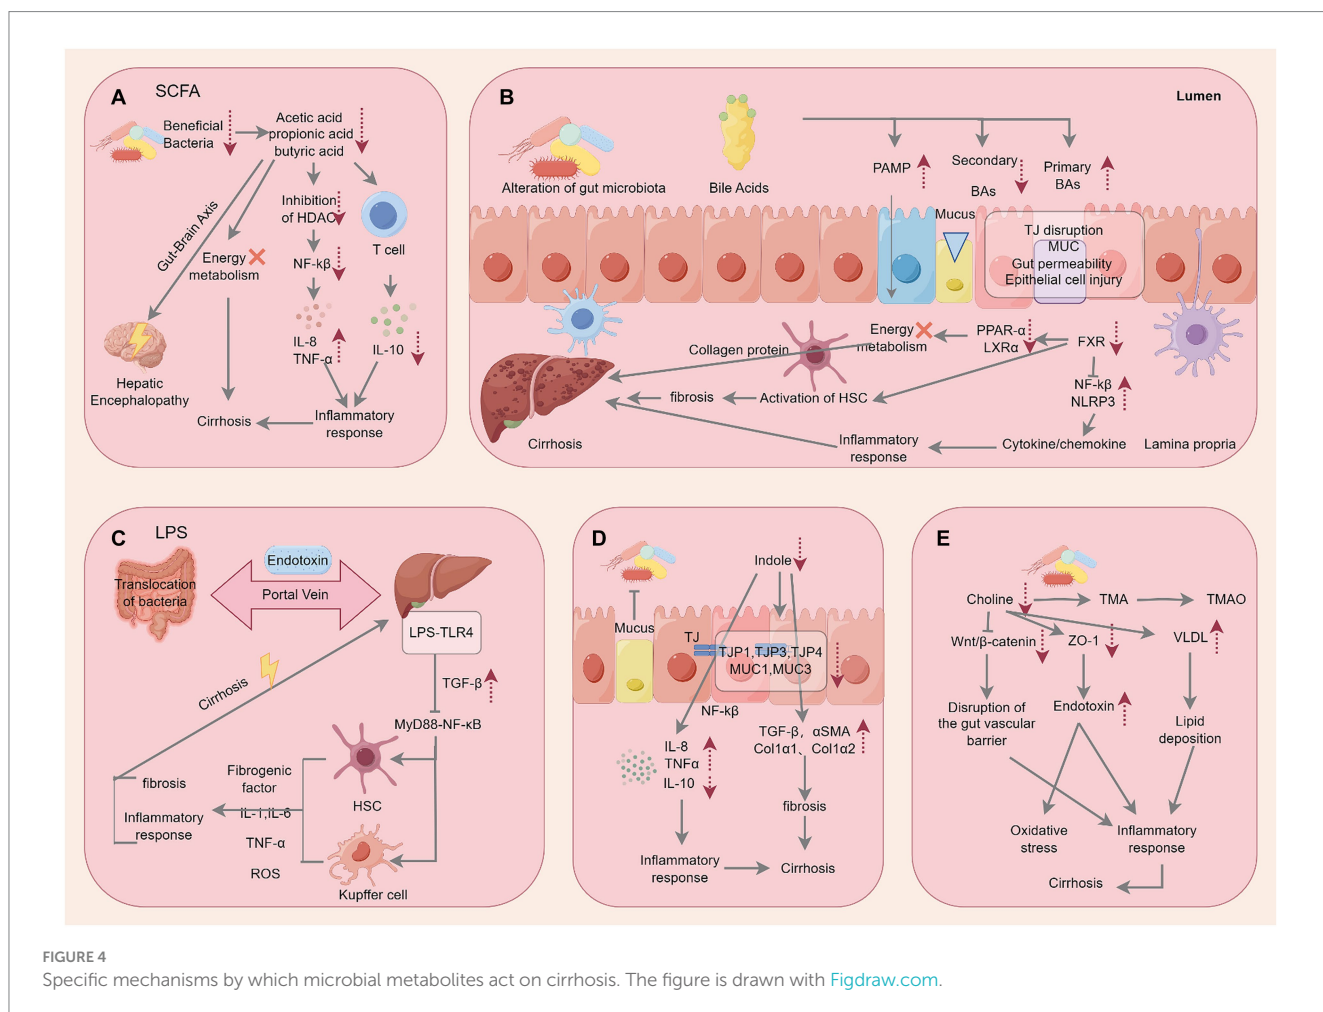 A
SCFA
Beneficial
Bacteria
Acetic acid
propionic acid
butyric acid
Inhibition
of HDAC
T cell
Gut-Brain Axis
Energy
metabolism
NF-kβ
IL-8
TNF-α
IL-10
Hepatic
Encephalopathy
Cirrhosis
Inflammatory
response
B
Lumen
Alteration of gut microbiota
Bile Acids
PAMP
Secondary
BAs
Primary
BAs
Mucus
TJ disruption
MUC
Gut permeability
Epithelial cell injury
Energy
metabolism
PPAR-α
LXRα
FXR
Collagen protein
NF-kβ
NLRP3
fibrosis
Activation of HSC
Cirrhosis
Inflammatory
response
Cytokine/chemokine
Lamina propria
C
LPS
Translocation
of bacteria
Endotoxin
Portal Vein
LPS-TLR4
TGF-β
MyD88-NF-κB
Cirrhosis
fibrosis
Inflammatory
response
Fibrogenic
factor
IL-1,IL-6
TNF-α
ROS
HSC
Kupffer cell
D
Indole
Mucus
TJ
TJP1,TJP3,TJP4
MUC1,MUC3
NF-kβ
IL-8
TNFα
IL-10
TGF-β, αSMA
Col1α1、Col1α2
fibrosis
Inflammatory
response
Cirrhosis
E
Choline
TMA
TMAO
Wnt/β-catenin
ZO-1
VLDL
Disruption of
the gut vascular
barrier
Endotoxin
Lipid
deposition
Oxidative
stress
Inflammatory
response
Cirrhosis
FIGURE 4
Specific mechanisms by which microbial metabolites act on cirrhosis. The figure is drawn with Figdraw.com.